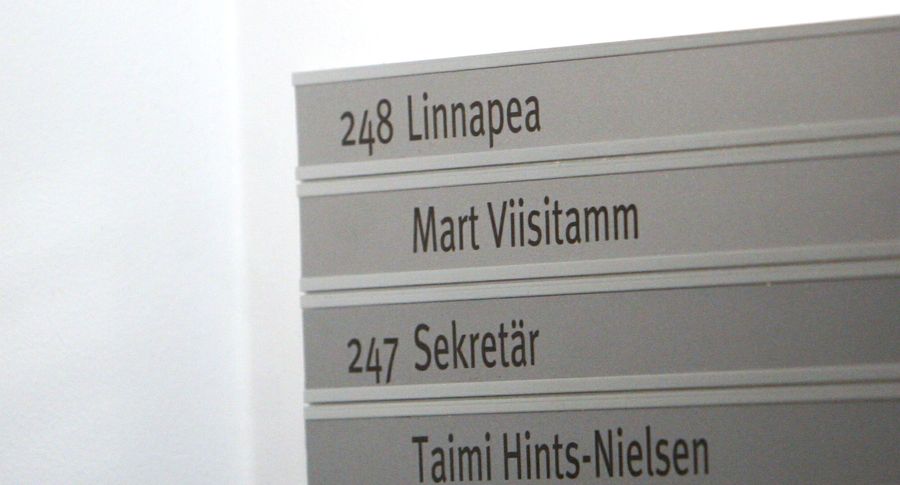 248 Linnapea
Mart Viisitamm
247 Sekretär
Taimi Hints-Nielsen